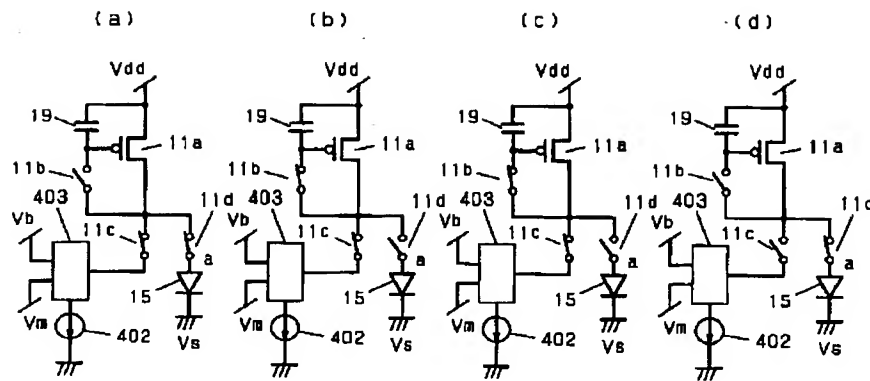 (a) (b) (c) (d)
Vdd Vdd Vdd Vdd
19 19 19 19
11a 11a 11a 11a
11b 11b 11b 11b
403 11d 403 11d 403 11d 403 11d
Vb 11c Vb 11c Vb 11c Vb 11c
a a a a
15 15 15 15
Vm Vm Vm Vm
402 402 402 402
Vs Vs Vs Vs